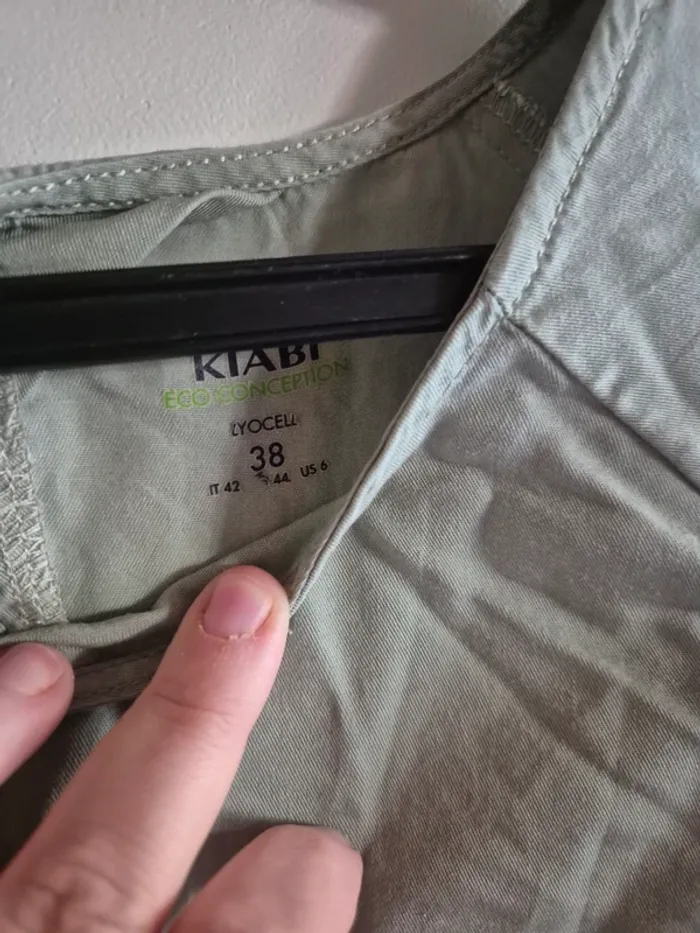 KIABI
ECO CONCEPTION
LYOCELL
38
IT 42 44 US 6